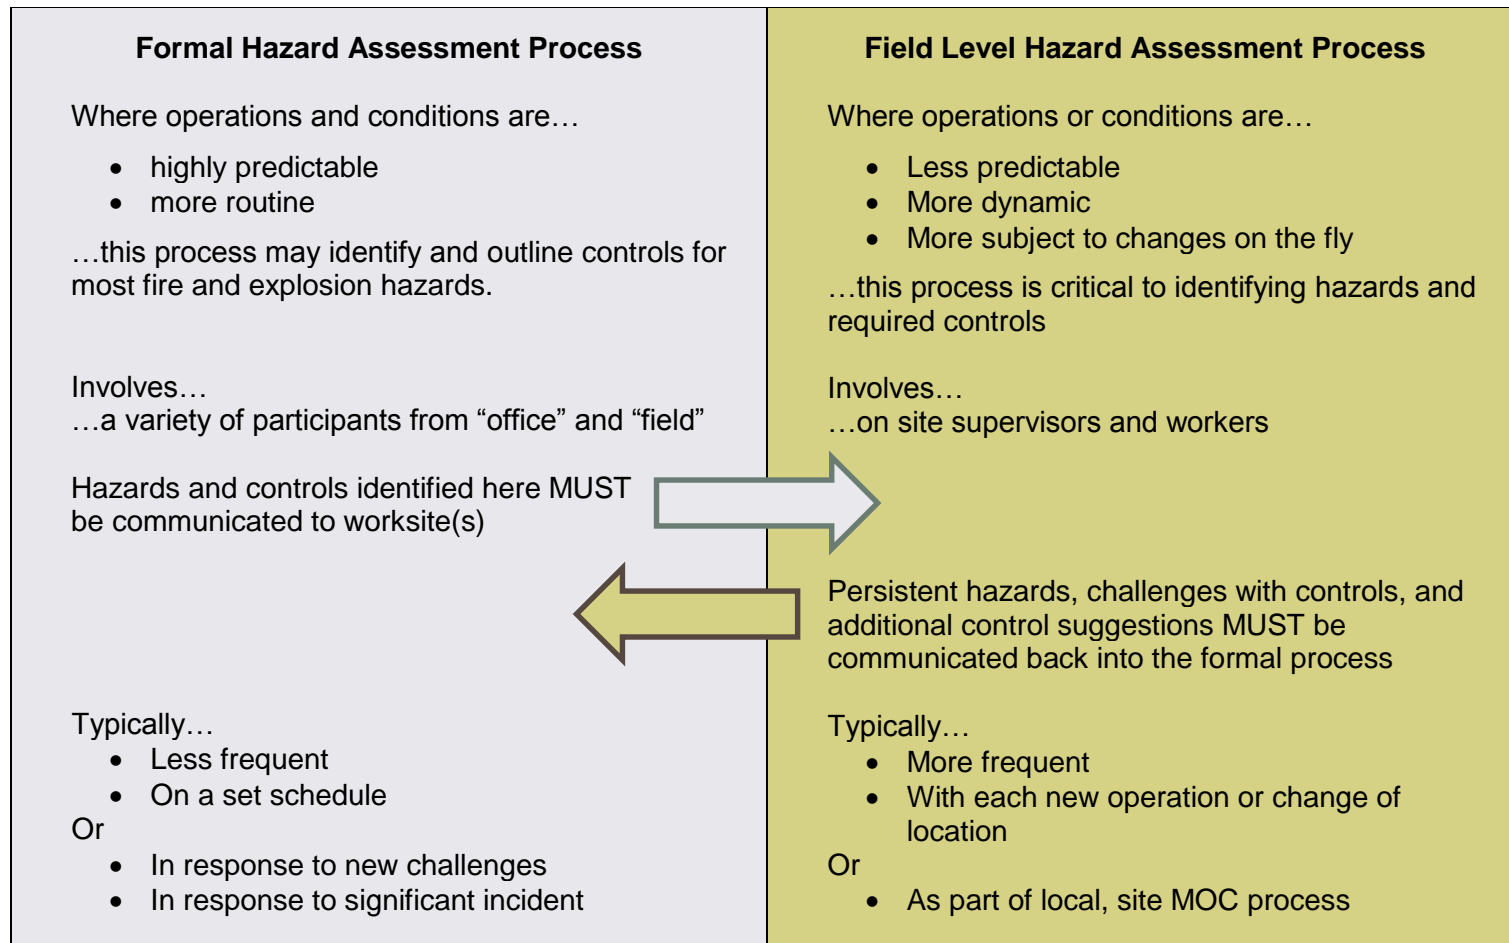 Formal Hazard Assessment Process
Where operations and conditions are…
• highly predictable
• more routine
…this process may identify and outline controls for
most fire and explosion hazards.
Involves…
…a variety of participants from “office” and “field”
Hazards and controls identified here MUST
be communicated to worksite(s)
Typically…
• Less frequent
• On a set schedule
Or
• In response to new challenges
• In response to significant incident
Field Level Hazard Assessment Process
Where operations or conditions are…
• Less predictable
• More dynamic
• More subject to changes on the fly
…this process is critical to identifying hazards and
required controls
Involves…
…on site supervisors and workers
Persistent hazards, challenges with controls, and
additional control suggestions MUST be
communicated back into the formal process
Typically…
• More frequent
• With each new operation or change of
location
Or
• As part of local, site MOC process